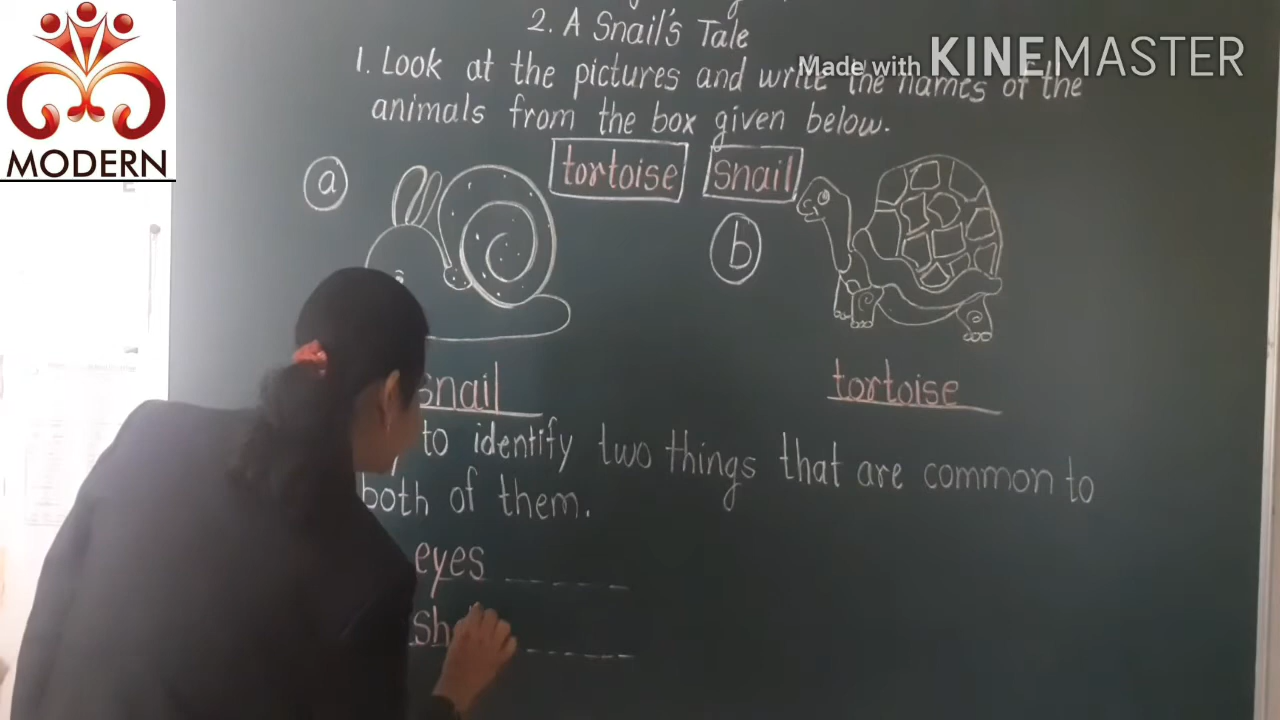 2. A Snail's Tale
Made with KINEMASTER
1. Look at the pictures and write the names of the
animals from the box given below.
MODERN
tortoise snail
a
b
snail
tortoise
to identify two things that are common to
both of them.
eyes
sh